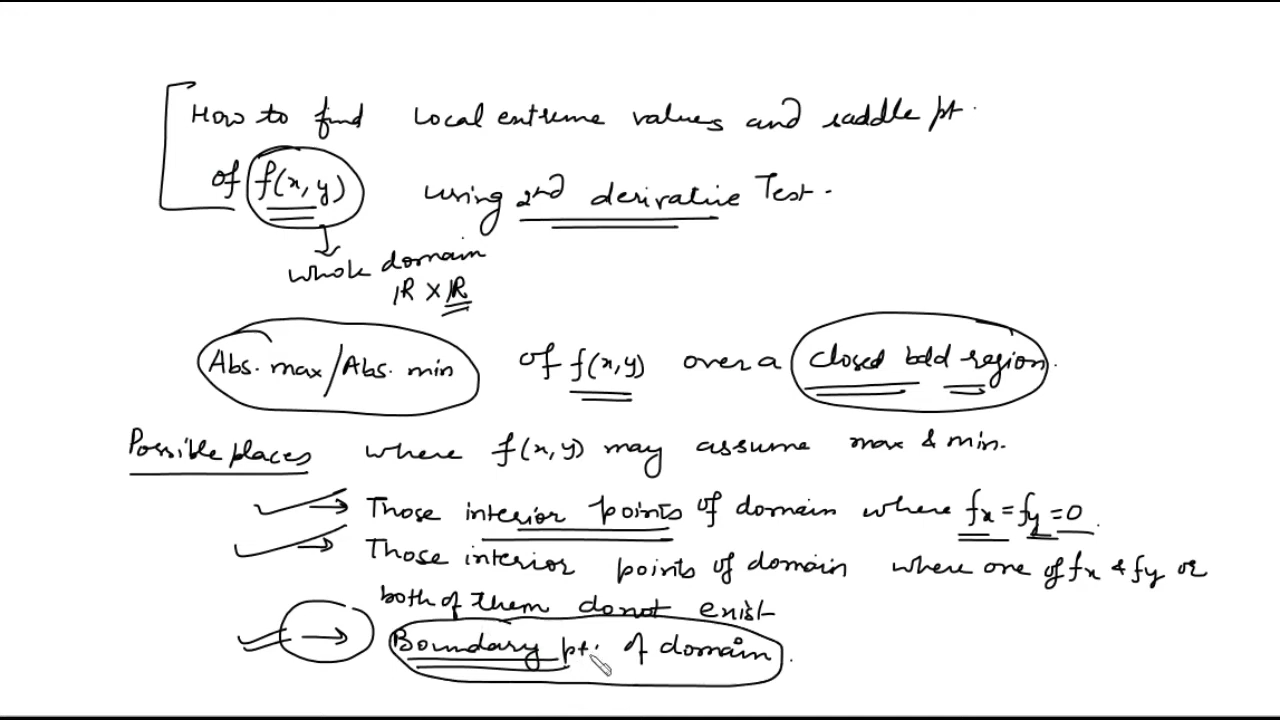 How to find local extreme values and saddle pt.
of f(x, y) using 2nd derivative Test.
whole domain
ℝ × ℝ
Abs. max / Abs. min of f(x,y) over a closed bdd region.
Possible places where f(x, y) may assume max & min.
→ Those interior points of domain where fx = fy = 0.
→ Those interior points of domain where one of fx & fy or
both of them donot exist
→ Boundary pt. of domain.